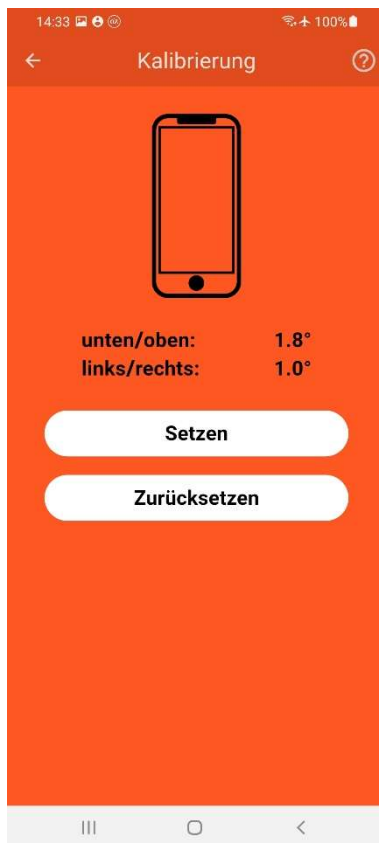 14:33 100%
Kalibrierung
unten/oben: 1.8°
links/rechts: 1.0°
Setzen
Zurücksetzen